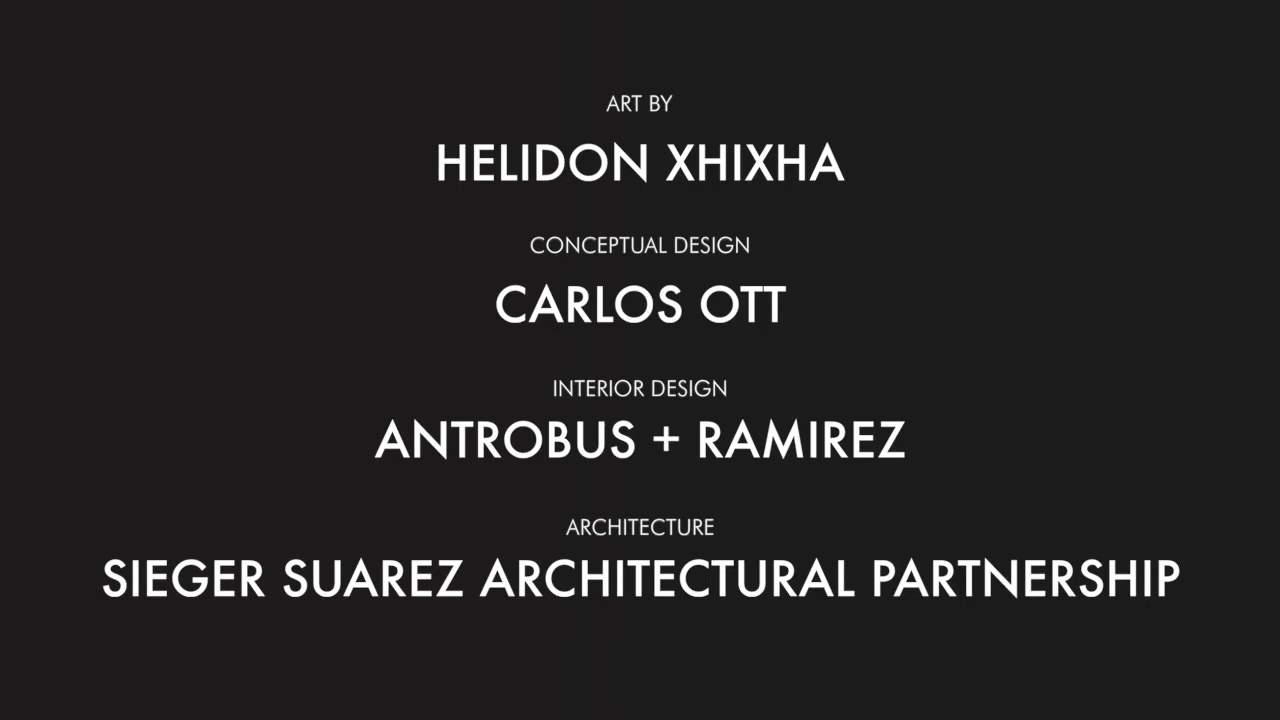 ART BY
HELIDON XHIXHA
CONCEPTUAL DESIGN
CARLOS OTT
INTERIOR DESIGN
ANTROBUS + RAMIREZ
ARCHITECTURE
SIEGER SUAREZ ARCHITECTURAL PARTNERSHIP